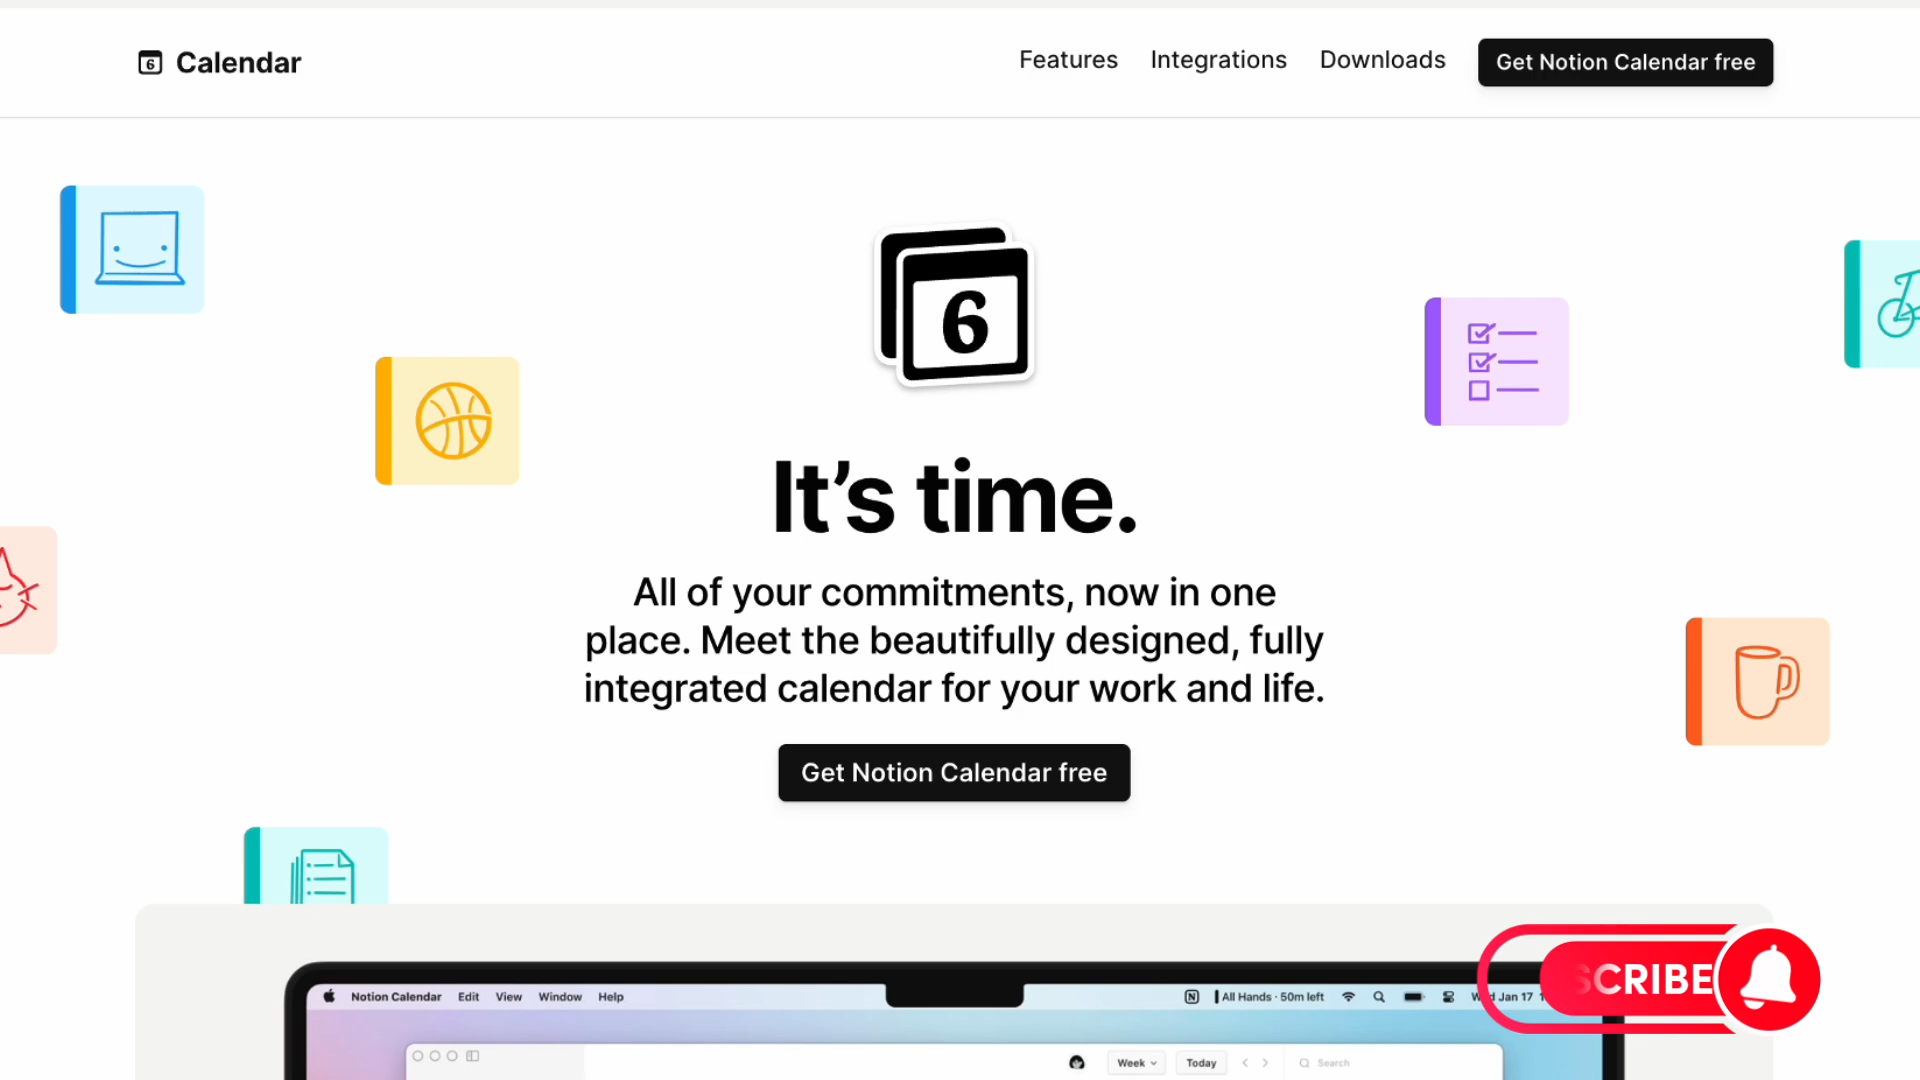 6 Calendar
Features Integrations Downloads Get Notion Calendar free
6
It's time.
All of your commitments, now in one
place. Meet the beautifully designed, fully
integrated calendar for your work and life.
Get Notion Calendar free
Notion Calendar Edit View Window Help
N All Hands · 50m left
Jan 17
SCRIBE
Week Today Search